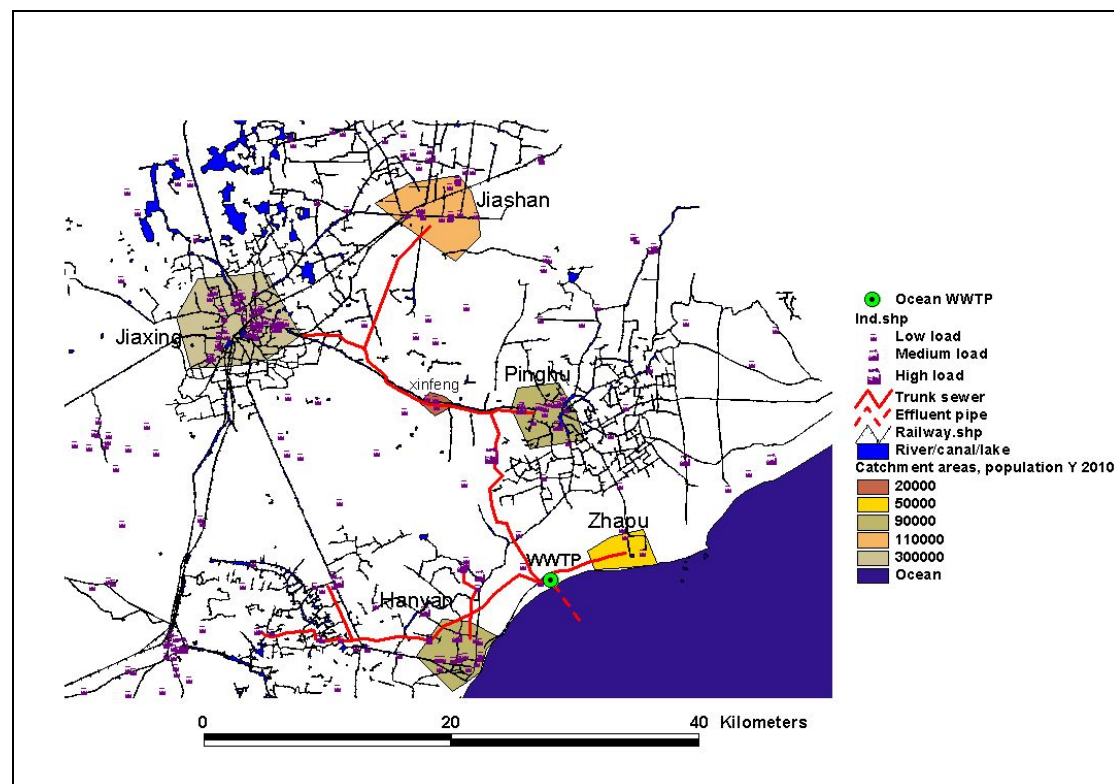 Jiashan
Jiaxing
Pinghu
xinfeng
Zhapu
WWTP
Hanyan
Ocean WWTP
Ind.shp
Low load
Medium load
High load
Trunk sewer
Effluent pipe
Railway.shp
River/canal/lake
Catchment areas, population Y 2010
20000
50000
90000
110000
300000
Ocean
0 20 40 Kilometers